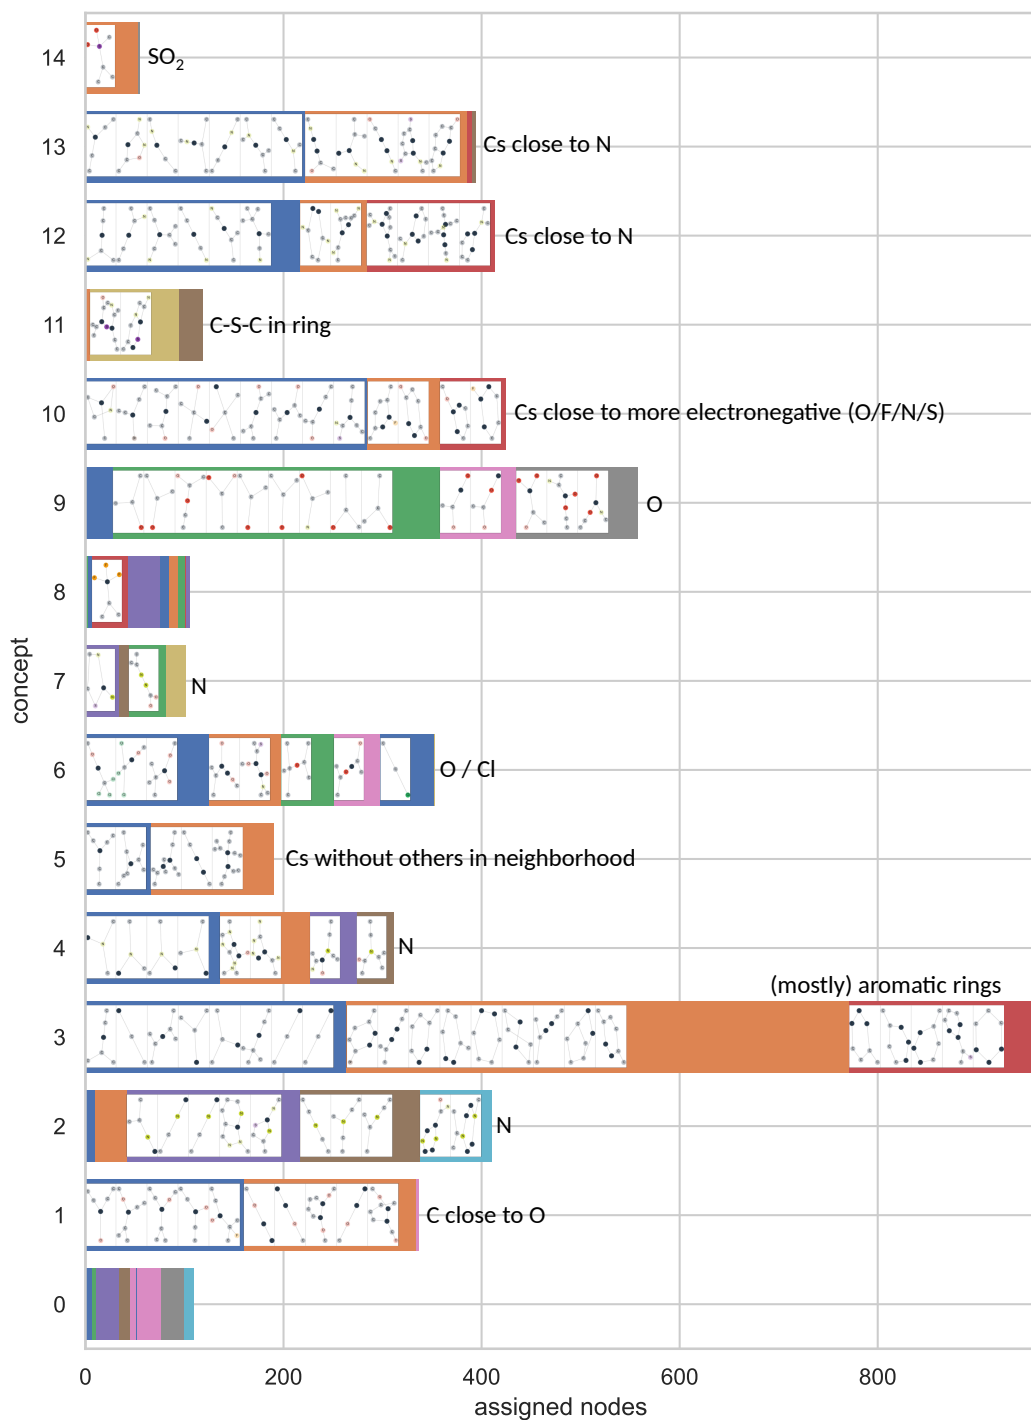 14
SO₂
13
Cs close to N
12
Cs close to N
11
C-S-C in ring
10
Cs close to more electronegative (O/F/N/S)
9
O
8
7
N
6
O / Cl
5
Cs without others in neighborhood
4
N
(mostly) aromatic rings
3
2
N
1
C close to O
0
concept
0 200 400 600 800
assigned nodes